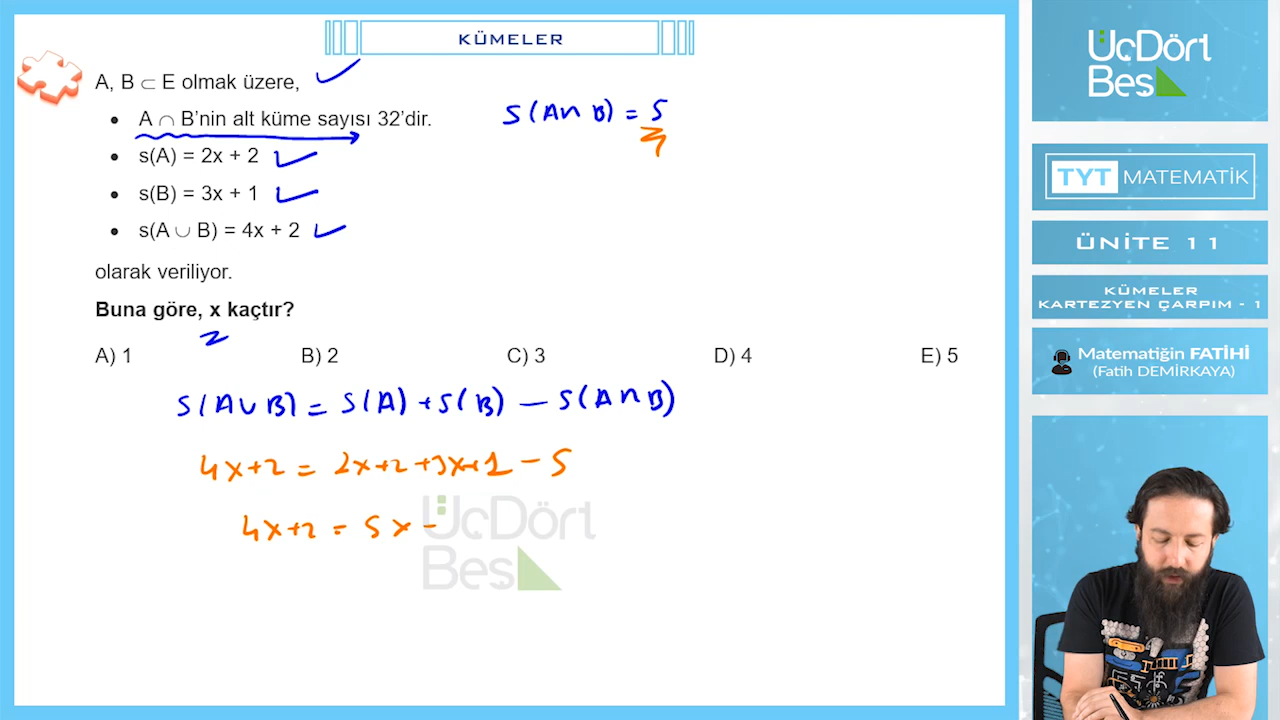 KÜMELER
A, B ⊂ E olmak üzere,
• A ∩ B'nin alt küme sayısı 32'dir.
s(A∩B) = 5
• s(A) = 2x + 2
• s(B) = 3x + 1
• s(A ∪ B) = 4x + 2
olarak veriliyor.
Buna göre, x kaçtır?
A) 1 B) 2 C) 3 D) 4 E) 5
s(A∪B) = s(A) + s(B) - s(A∩B)
4x+2 = 2x+2+3x+1 - 5
4x+2 = 5x -
ÜçDört
Beş
ÜçDört
Beş
TYT MATEMATİK
ÜNİTE 11
KÜMELER
KARTEZYEN ÇARPIM - 1
Matematiğin FATİHİ
(Fatih DEMİRKAYA)